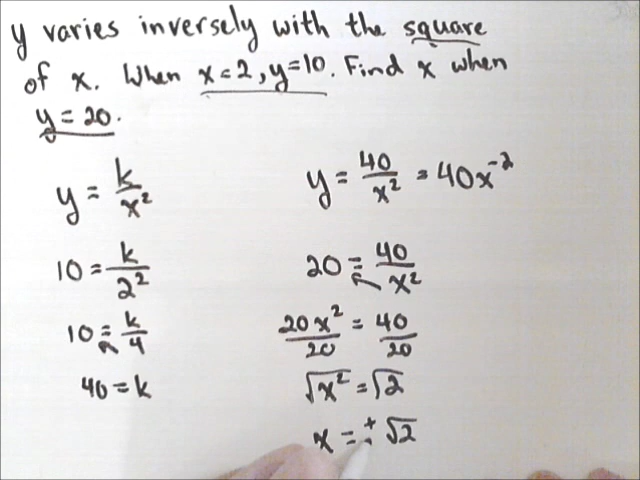 y varies inversely with the square
of x. When x=2, y=10. Find x when
y = 20.
y = k/x²
10 = k/2²
10 = k/4
40 = k
y = 40/x² = 40x⁻²
20 = 40/x²
20x²/20 = 40/20
√x² = √2
x = ±√2